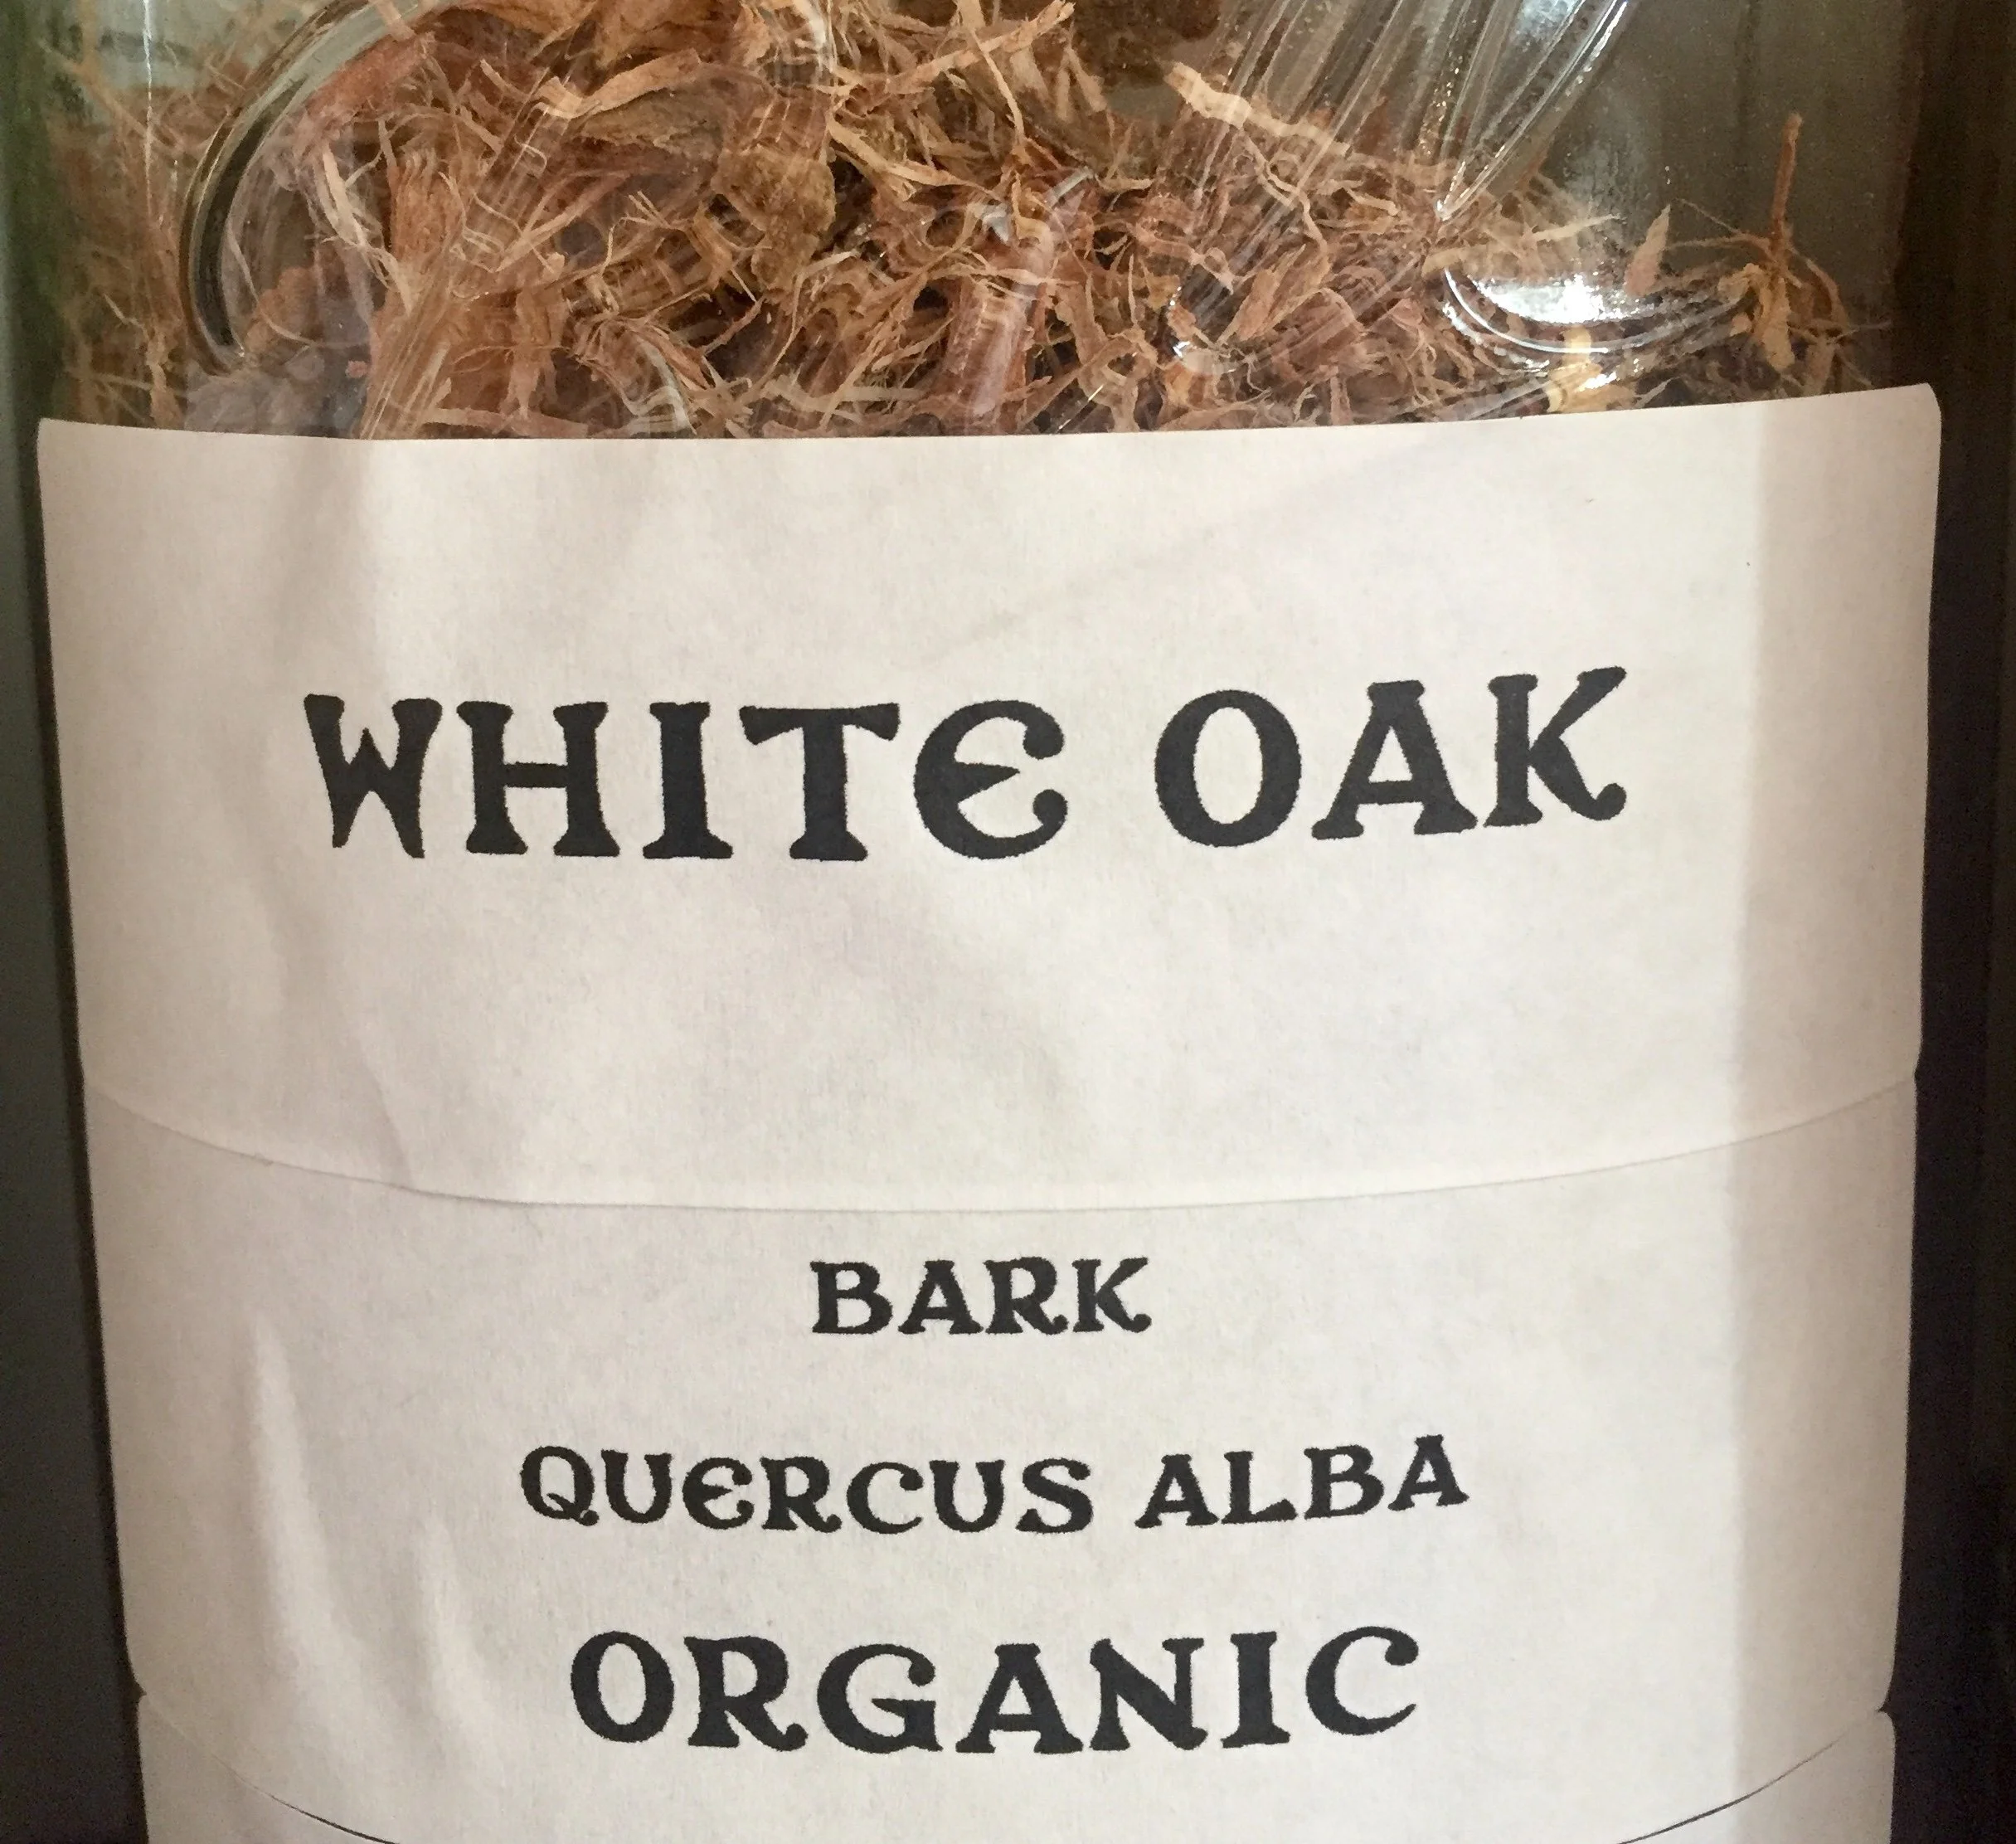 WHITE OAK
BARK
QUERCUS ALBA
ORGANIC